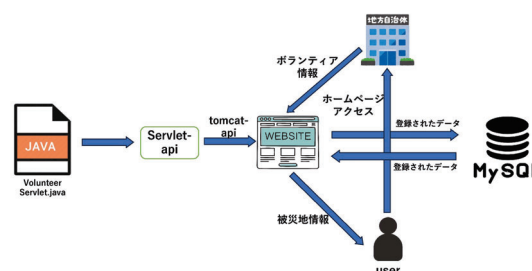 地方自治体
ボランティア
情報
ホームページ
アクセス
tomcat-
api
JAVA
Servlet-
api
WEBSITE
登録されたデータ
登録されたデータ
MySQL
Volunteer
Servlet.java
被災地情報
user